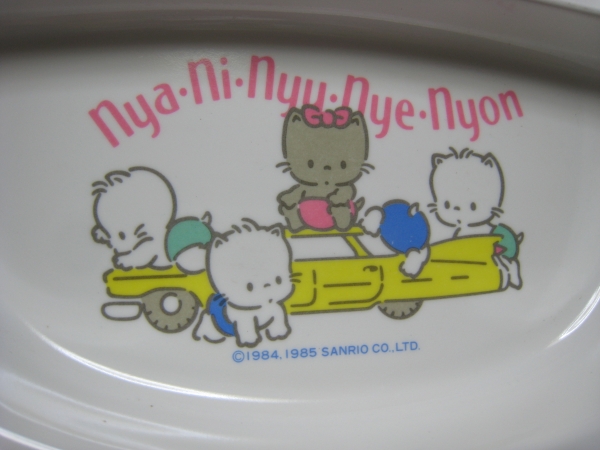 Nya·Ni·Nyu·Nye·Nyon
©1984, 1985 SANRIO CO., LTD.